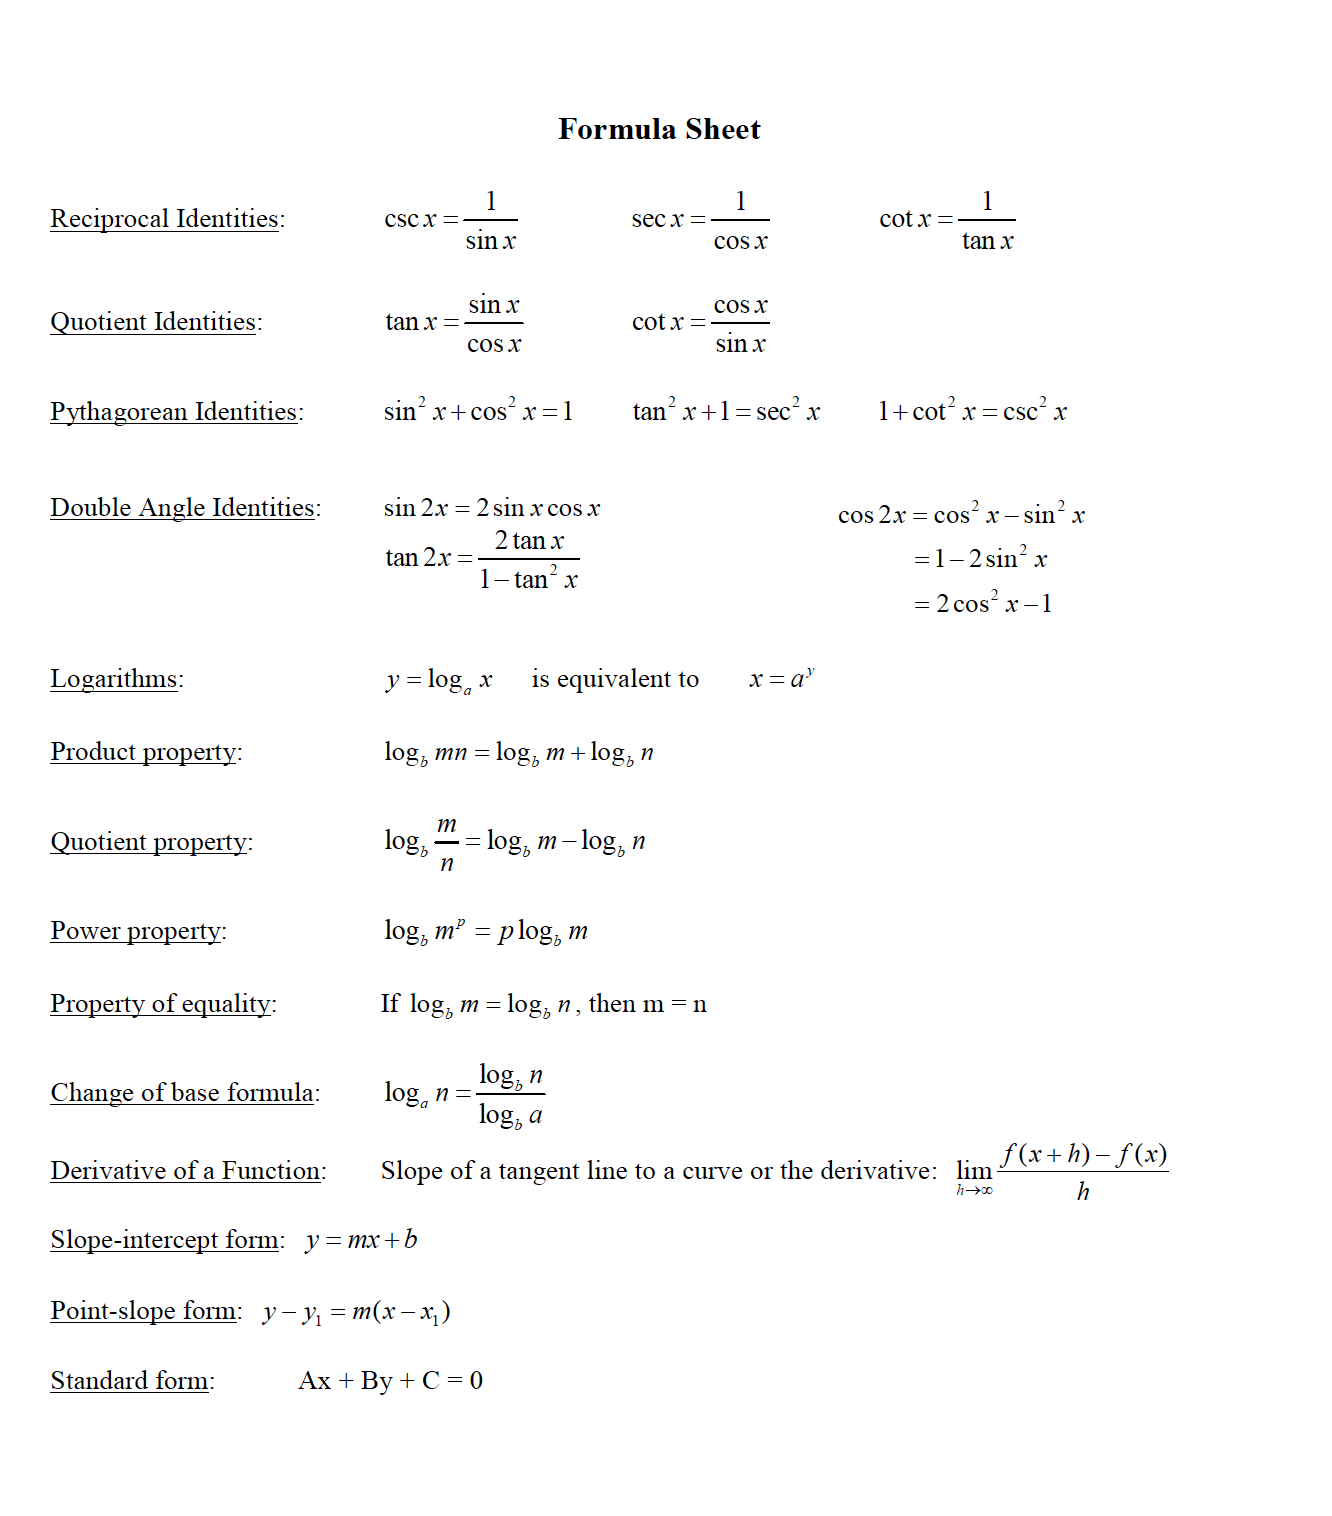 Formula Sheet
Reciprocal Identities: csc x = 1/sin x sec x = 1/cos x cot x = 1/tan x
Quotient Identities: tan x = sin x/cos x cot x = cos x/sin x
Pythagorean Identities: sin² x + cos² x = 1 tan² x + 1 = sec² x 1 + cot² x = csc² x
Double Angle Identities: sin 2x = 2 sin x cos x cos 2x = cos² x − sin² x
tan 2x = 2 tan x/(1 − tan² x) = 1 − 2 sin² x
= 2 cos² x − 1
Logarithms: y = logₐ x is equivalent to x = a^y
Product property: log_b mn = log_b m + log_b n
Quotient property: log_b m/n = log_b m − log_b n
Power property: log_b m^p = p log_b m
Property of equality: If log_b m = log_b n, then m = n
Change of base formula: log_a n = log_b n/log_b a
Derivative of a Function: Slope of a tangent line to a curve or the derivative: lim h→∞ (f(x + h) − f(x))/h
Slope-intercept form: y = mx + b
Point-slope form: y − y₁ = m(x − x₁)
Standard form: Ax + By + C = 0